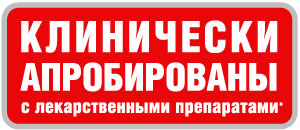 КЛИНИЧЕСКИ
АПРОБИРОВАНЫ
с лекарственными препаратами*